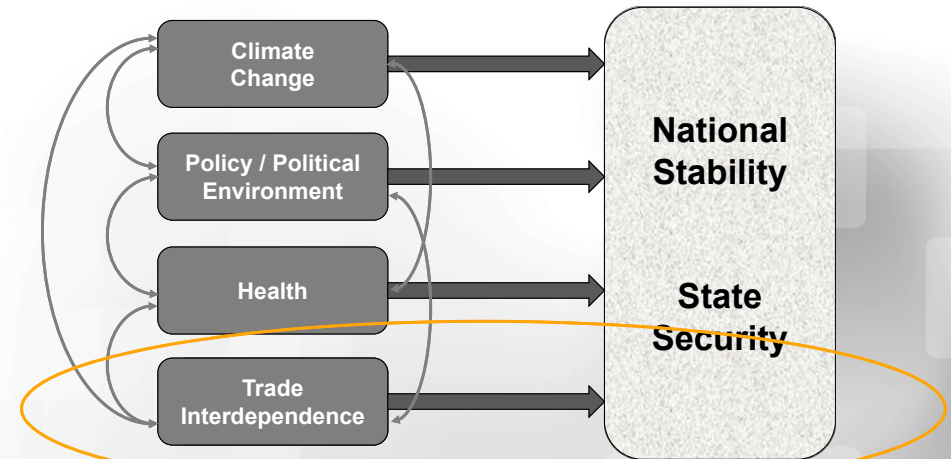 Climate
Change
Policy / Political
Environment
Health
Trade
Interdependence
National
Stability
State
Security